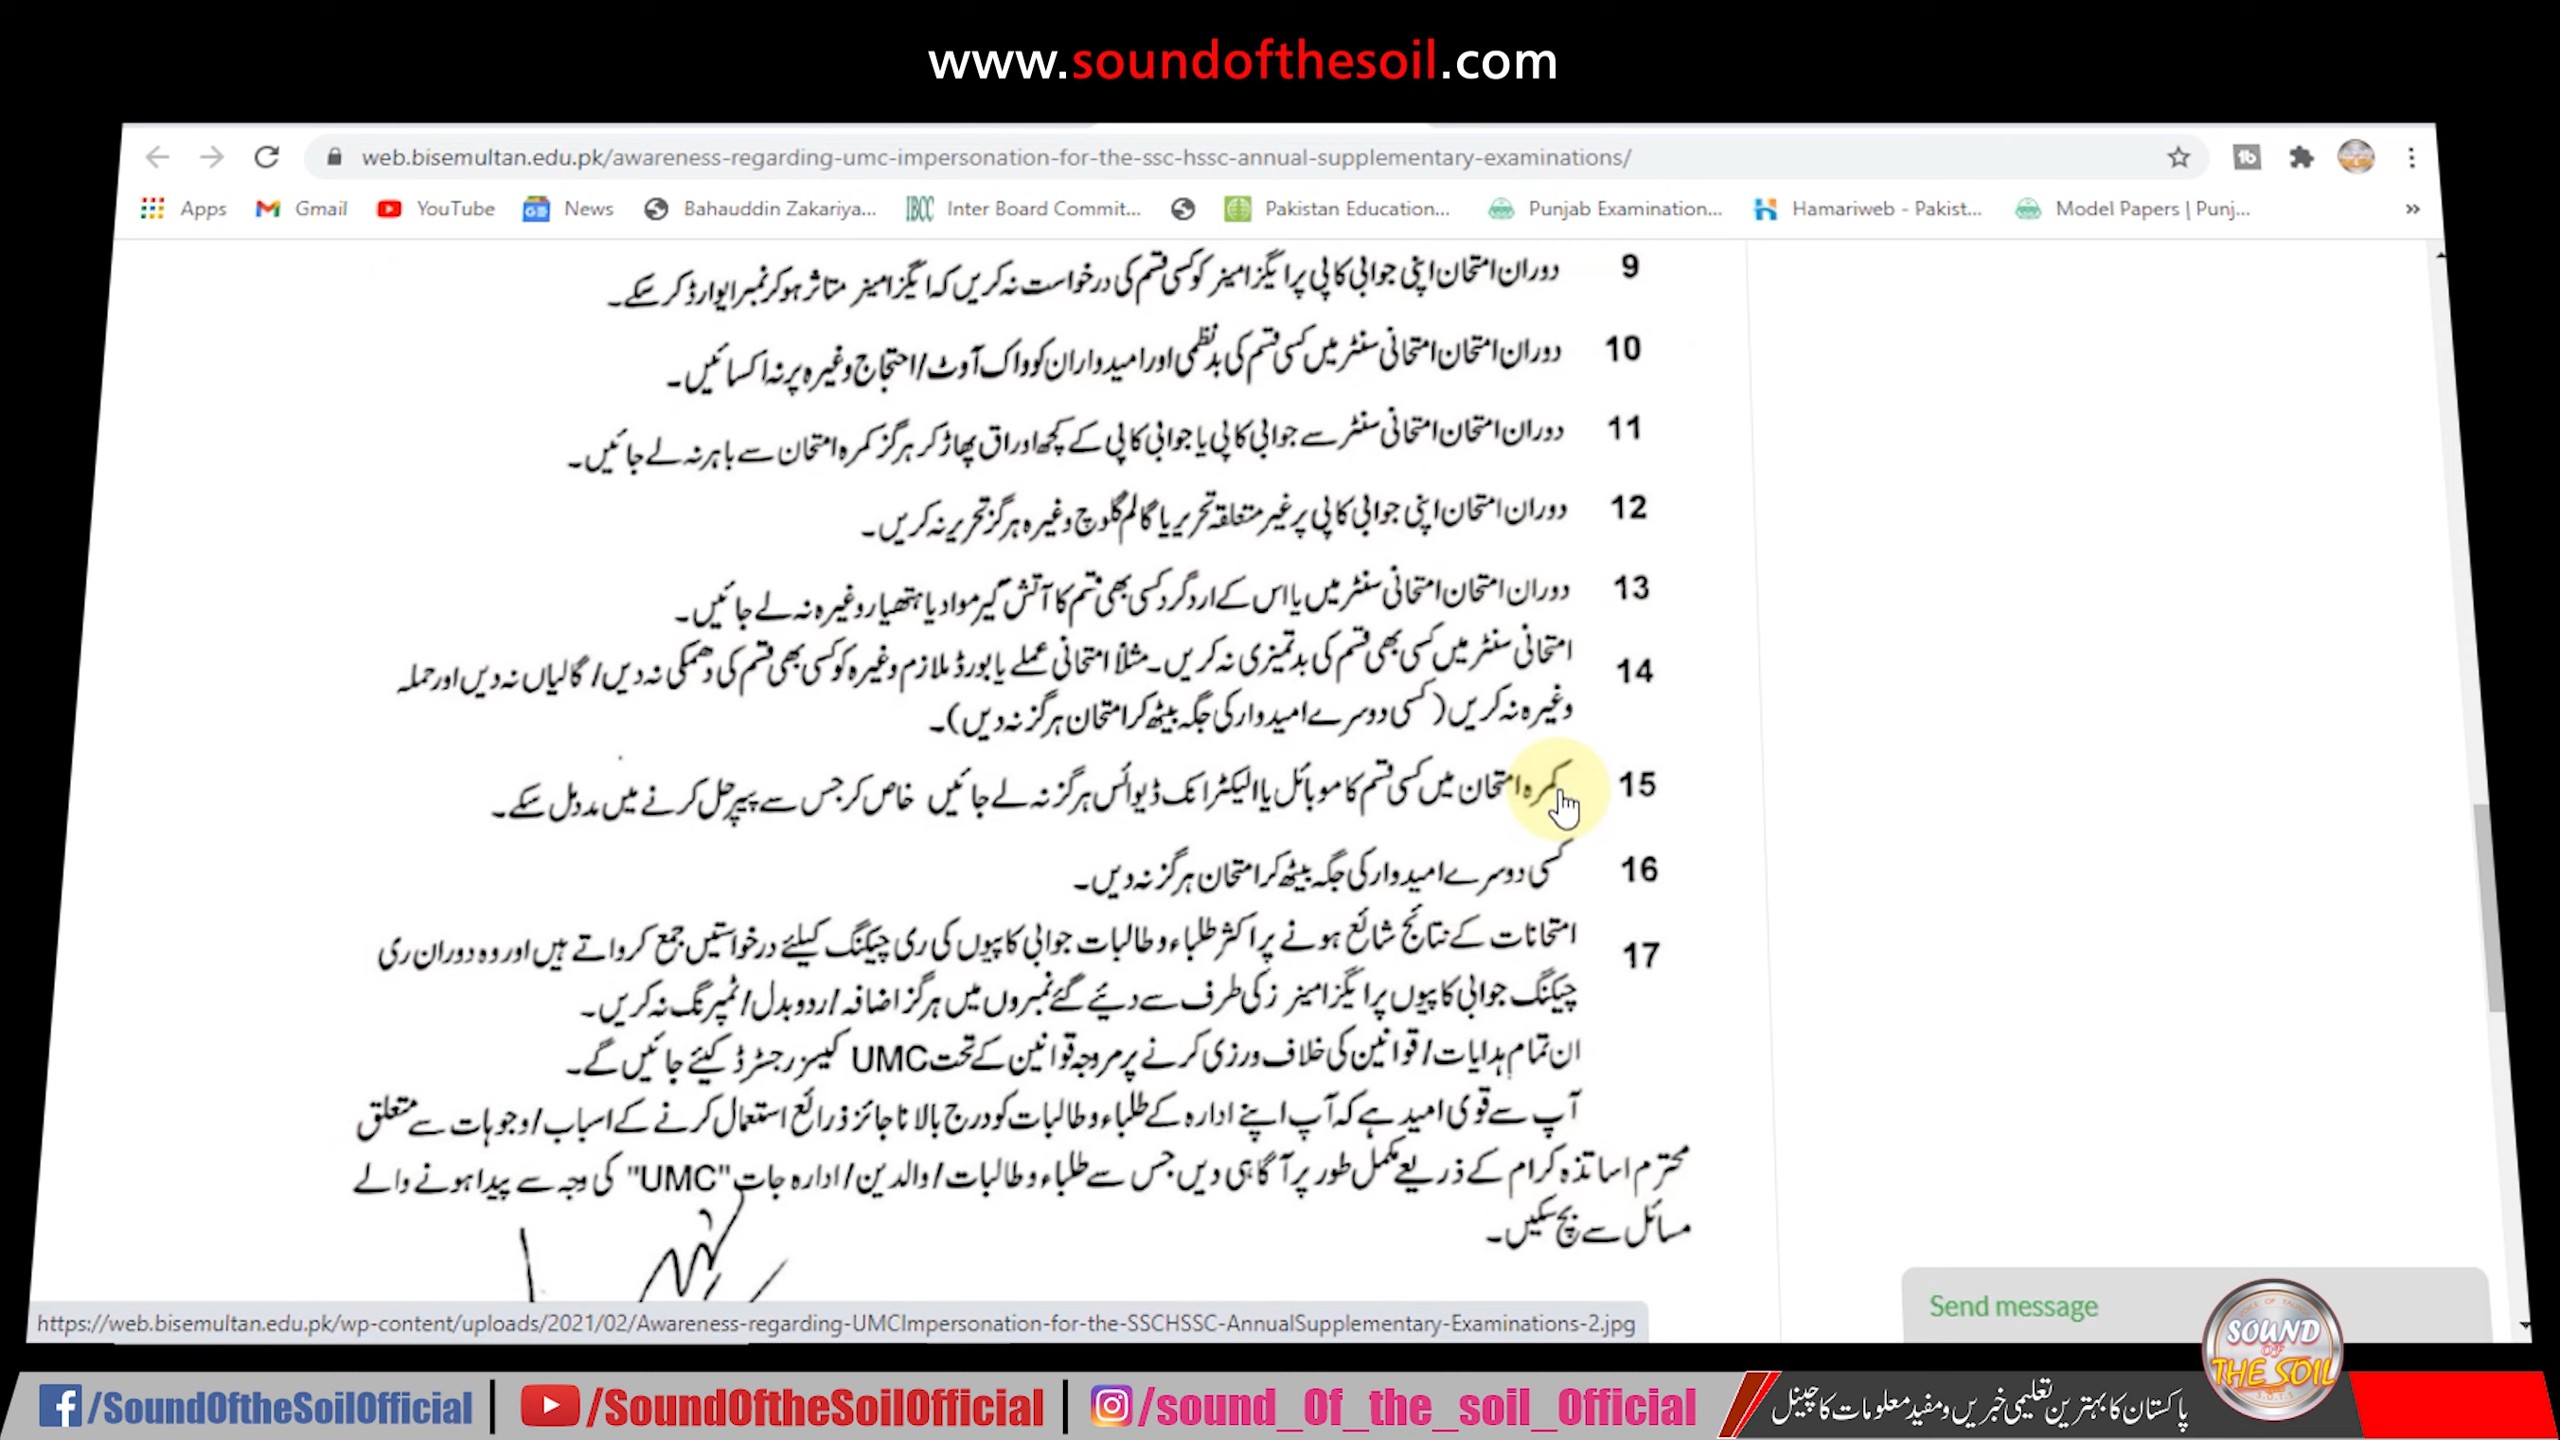 www.soundofthesoil.com
web.bisemultan.edu.pk/awareness-regarding-umc-impersonation-for-the-ssc-hssc-annual-supplementary-examinations/
Apps Gmail YouTube News Bahauddin Zakariya... Inter Board Commit... Pakistan Education... Punjab Examination... Hamariweb - Pakist... Model Papers | Punj... »
9 دوران امتحان اپنی جوابی کاپی پر ایگزامینر کو کسی قسم کی درخواست نہ کریں کہ ایگزامینر متاثر ہو کر نمبر ایوارڈ کر سکے۔
10 دوران امتحان امتحانی سنٹر میں کسی قسم کی بدنظمی اور امیدواران کو واک آوٹ/احتجاج وغیرہ پر نہ اکسائیں۔
11 دوران امتحان امتحانی سنٹر سے جوابی کاپی یا جوابی کاپی کے کچھ اوراق پھاڑ کر ہرگز کمرہ امتحان سے باہر نہ لے جائیں۔
12 دوران امتحان اپنی جوابی کاپی پر غیر متعلقہ تحریر یا گالم گلوچ وغیرہ ہرگز تحریر نہ کریں۔
13 دوران امتحان امتحانی سنٹر میں یا اس کے اردگرد کسی بھی قسم کا آتش گیر مواد یا ہتھیار وغیرہ نہ لے جائیں۔
14 امتحانی سنٹر میں کسی بھی قسم کی بدتمیزی نہ کریں۔ مثلاً امتحانی عملے یا بورڈ ملازم وغیرہ کو کسی بھی قسم کی دھمکی نہ دیں/ گالیاں نہ دیں اور حملہ
وغیرہ نہ کریں (کسی دوسرے امیدوار کی جگہ بیٹھ کر امتحان ہرگز نہ دیں)۔
15 کمرہ امتحان میں کسی قسم کا موبائل یا الیکٹرانک ڈیوائس ہرگز نہ لے جائیں خاص کر جس سے پیپر حل کرنے میں مدد مل سکے۔
16 کسی دوسرے امیدوار کی جگہ بیٹھ کر امتحان ہرگز نہ دیں۔
17 امتحانات کے نتائج شائع ہونے پر اکثر طلباء و طالبات جوابی کاپیوں کی ری چیکنگ کیلئے درخواستیں جمع کرواتے ہیں اور وہ دوران ری
چیکنگ جوابی کاپیوں پر ایگزامینرز کی طرف سے دیئے گئے نمبروں میں ہرگز اضافہ/ردوبدل/ٹمپرنگ نہ کریں۔
ان تمام ہدایات/قوانین کی خلاف ورزی کرنے پر مروجہ قوانین کے تحت UMC کیسز رجسٹرڈ کیئے جائیں گے۔
آپ سے قوی امید ہے کہ آپ اپنے ادارہ کے طلباء و طالبات کو درج بالا ناجائز ذرائع استعمال کرنے کے اسباب/وجوہات سے متعلق
محترم اساتذہ کرام کے ذریعے مکمل طور پر آگاہی دیں جس سے طلباء و طالبات/والدین/ادارہ جات "UMC" کی وجہ سے پیدا ہونے والے
مسائل سے بچ سکیں۔
Send message
https://web.bisemultan.edu.pk/wp-content/uploads/2021/02/Awareness-regarding-UMCImpersonation-for-the-SSCHSSC-AnnualSupplementary-Examinations-2.jpg
SOUND
OF
THE SOIL
/SoundOftheSoilOfficial | /SoundOftheSoilOfficial | /sound_Of_the_soil_Official
پاکستان کا بہترین تعلیمی خبریں و مفید معلومات کا چینل